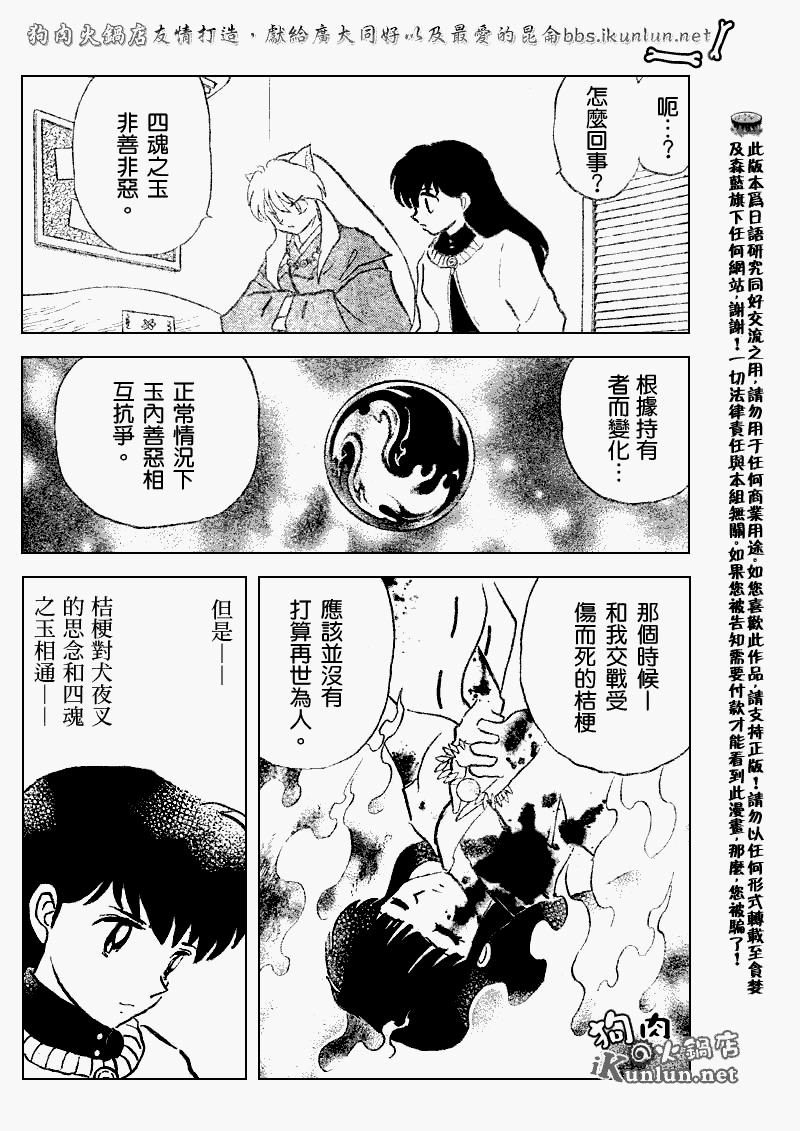 狗肉火鍋店友情打造，獻給廣大同好以及最愛的昆侖bbs.ikunlun.net
呃…？
怎麼回事？
四魂之玉
非善非惡。
根據持有
者而變化…
正常情況下
玉內善惡相
互抗爭。
那個時候—
和我交戰受
傷而死的桔梗
應該並沒有
打算再世為人。
但是——
桔梗對犬夜叉
的思念和四魂
之玉相通——
此版本爲日語研究同好交流之用，請勿用于任何商業用途。如您喜歡此作品，請支持正版！請勿以任何形式轉載至貪婪
及森藍旗下任何網站，謝謝！一切法律責任與本組無關。如果您被告知需要付款才能看到此漫畫，那麼，您被騙了！
狗肉
@火鍋店
iKunlun.net